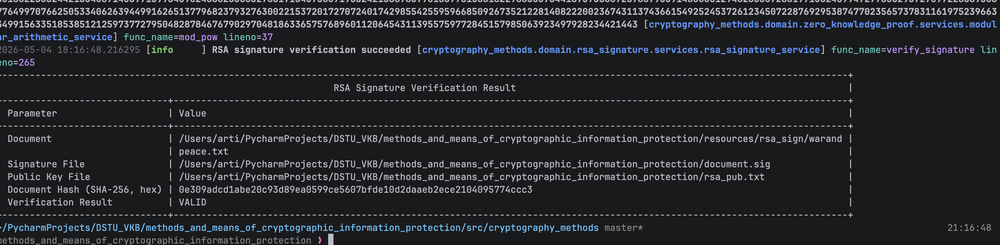 7764997076625053340626394499162651377968237932763002215372017270724017429855425595966850926735212281408222002367431137436615492524537261234507228769295387477023565737831161975239663
34991563351853851212597377279504828784676790297048186336575768960112064543113955759772845157985063923497928234421443 [cryptography_methods.domain.zero_knowledge_proof.services.modul
ar_arithmetic_service] func_name=mod_pow lineno=37
2026-05-04 18:16:48.216295 [info     ] RSA signature verification succeeded [cryptography_methods.domain.rsa_signature.services.rsa_signature_service] func_name=verify_signature lin
eno=265
RSA Signature Verification Result
Parameter | Value
Document | /Users/arti/PycharmProjects/DSTU_VKB/methods_and_means_of_cryptographic_information_protection/resources/rsa_sign/warand
peace.txt
Signature File | /Users/arti/PycharmProjects/DSTU_VKB/methods_and_means_of_cryptographic_information_protection/document.sig
Public Key File | /Users/arti/PycharmProjects/DSTU_VKB/methods_and_means_of_cryptographic_information_protection/rsa_pub.txt
Document Hash (SHA-256, hex) | 0e309adcd1abe20c93d89ea0599ce5607bfde10d2daaeb2ece2104095774ccc3
Verification Result | VALID
~/PycharmProjects/DSTU_VKB/methods_and_means_of_cryptographic_information_protection/src/cryptography_methods master* 21:16:48
methods_and_means_of_cryptographic_information_protection ❯